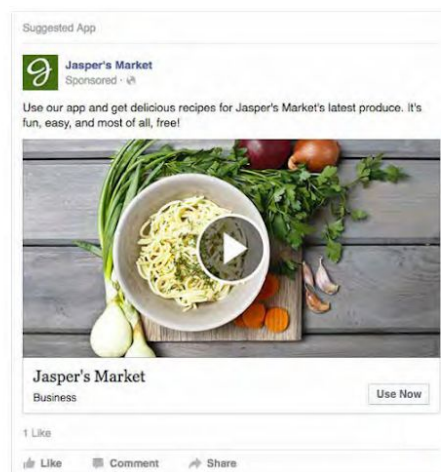 Suggested App
Jasper's Market
Sponsored ·
Use our app and get delicious recipes for Jasper's Market's latest produce. It's
fun, easy, and most of all, free!
Jasper's Market
Business
Use Now
1 Like
Like Comment Share